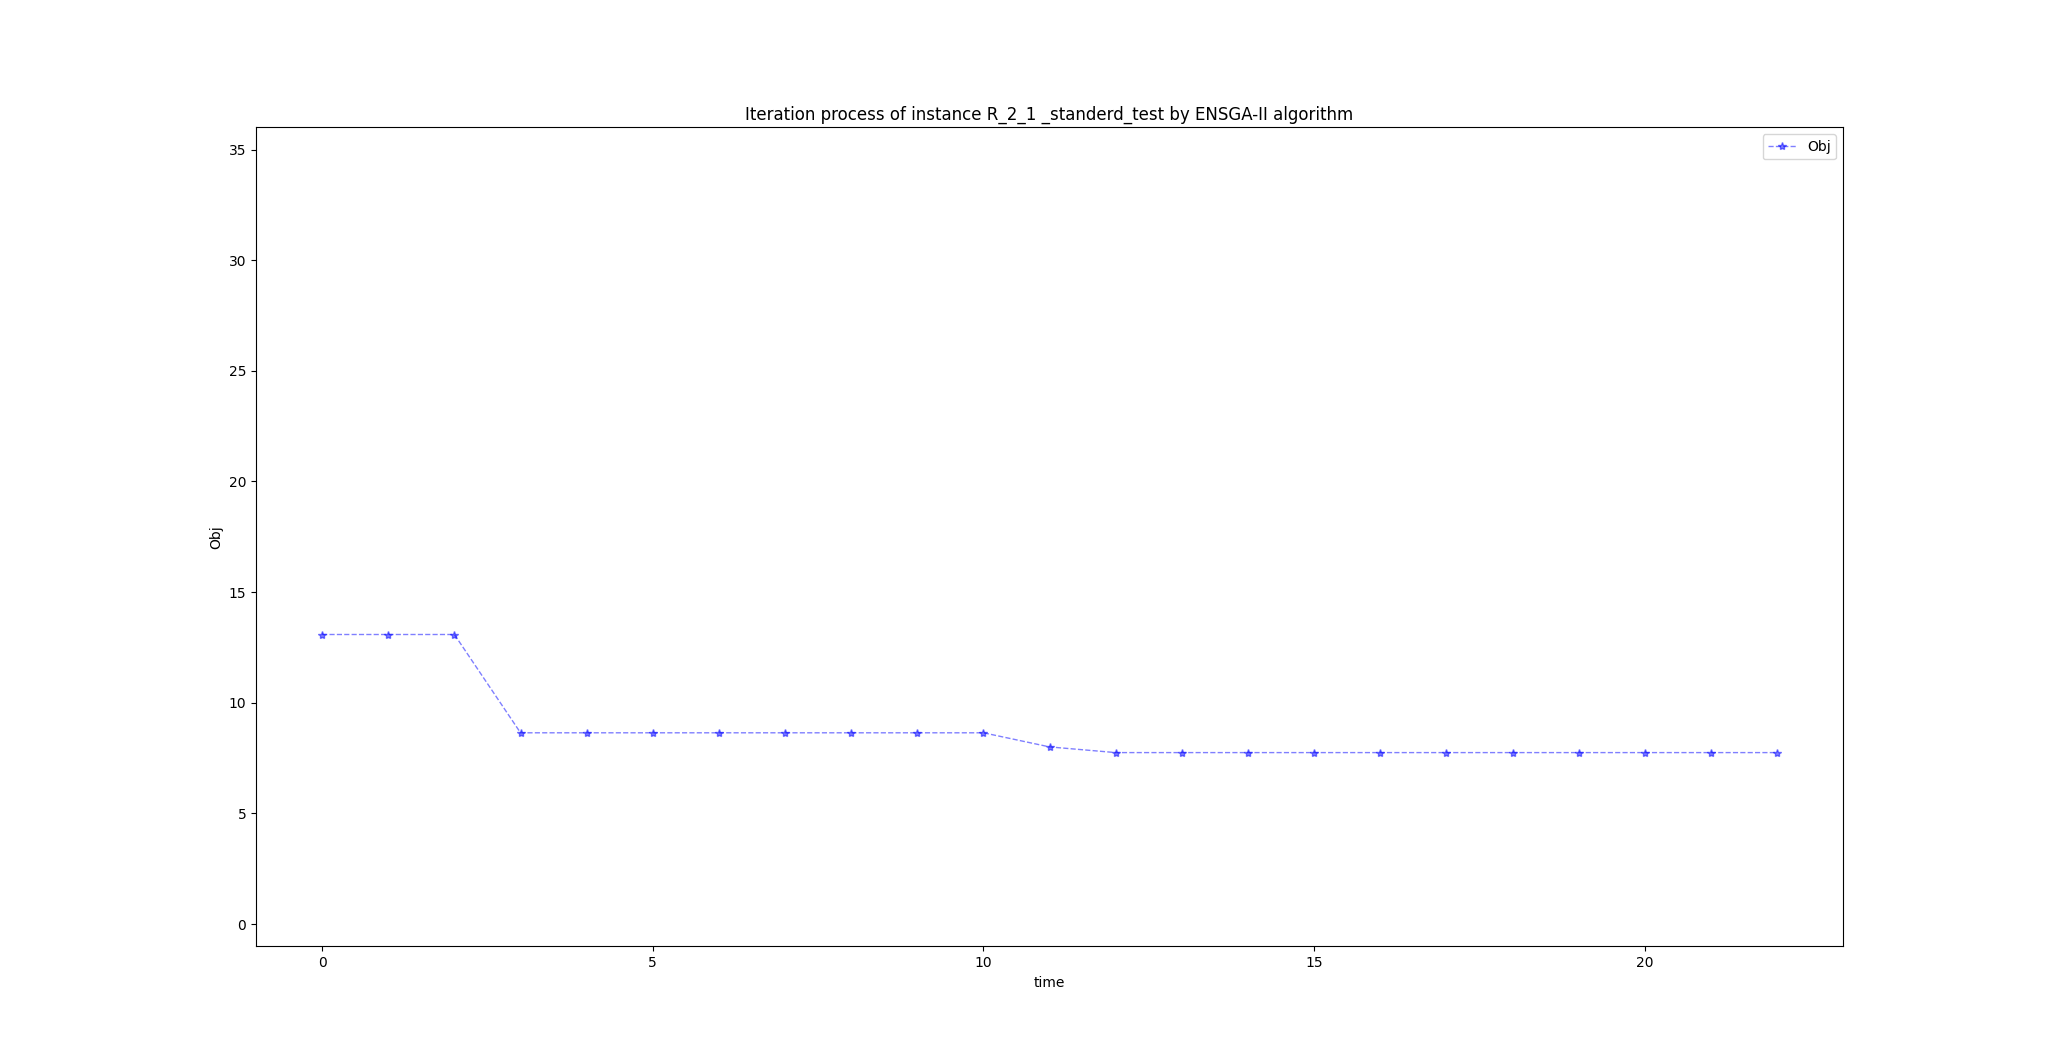 Iteration process of instance R_2_1 _standerd_test by ENSGA-II algorithm
Obj
35
30
25
20
15
10
5
0
Obj
0 5 10 15 20
time